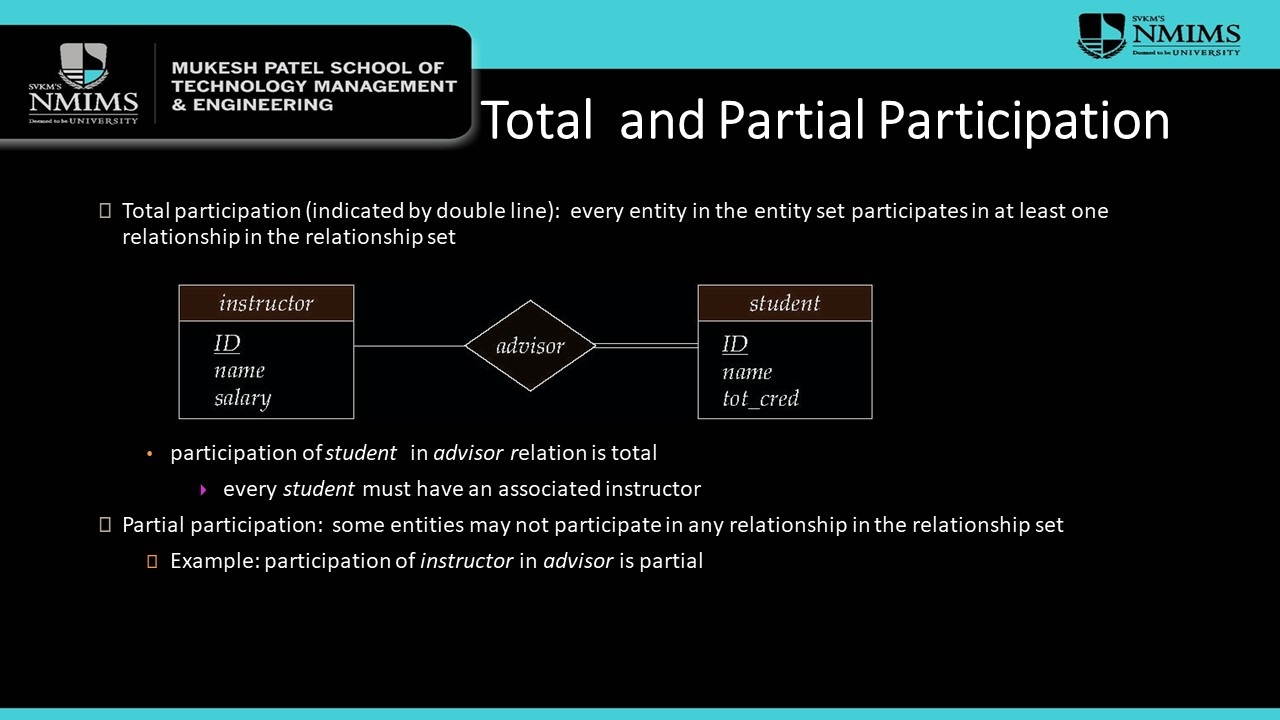 SVKM'S
NMIMS
Deemed to be UNIVERSITY
MUKESH PATEL SCHOOL OF
TECHNOLOGY MANAGEMENT
& ENGINEERING
SVKM'S
NMIMS
Deemed to be UNIVERSITY
Total and Partial Participation
Total participation (indicated by double line): every entity in the entity set participates in at least one
relationship in the relationship set
instructor
ID
name
salary
advisor
student
ID
name
tot_cred
• participation of student in advisor relation is total
every student must have an associated instructor
Partial participation: some entities may not participate in any relationship in the relationship set
Example: participation of instructor in advisor is partial